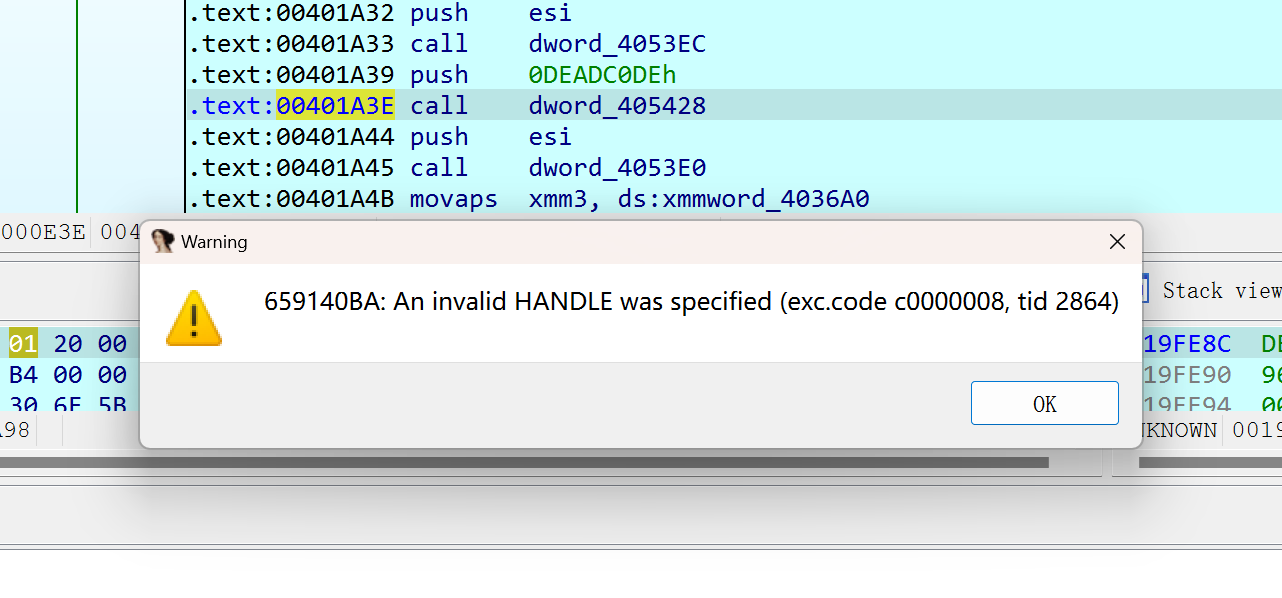 .text:00401A32 push esi
.text:00401A33 call dword_4053EC
.text:00401A39 push 0DEADC0DEh
.text:00401A3E call dword_405428
.text:00401A44 push esi
.text:00401A45 call dword_4053E0
.text:00401A4B movaps xmm3, ds:xmmword_4036A0
000E3E 004
Warning
659140BA: An invalid HANDLE was specified (exc.code c0000008, tid 2864)
OK
Stack view
01 20 00
B4 00 00
30 6F 5B
A98
19FE8C DE
19FE90 96
19FE94 00
NKNOWN 0019